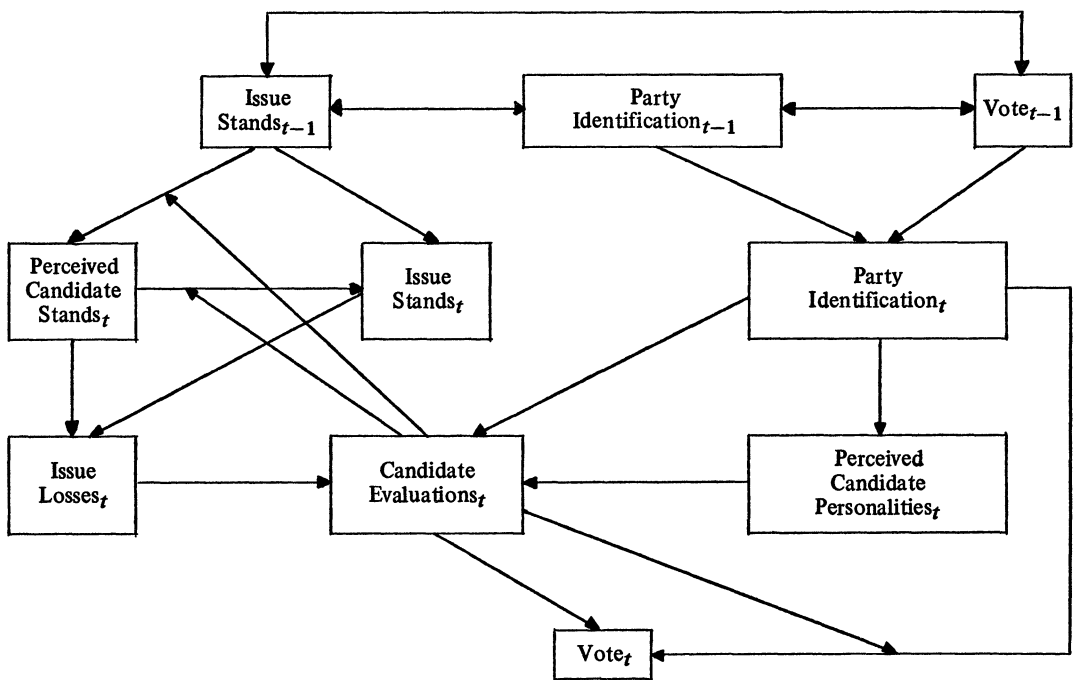 Issue
Stands_{t-1}
Party
Identification_{t-1}
Vote_{t-1}
Perceived
Candidate
Stands_t
Issue
Stands_t
Party
Identification_t
Issue
Losses_t
Candidate
Evaluations_t
Perceived
Candidate
Personalities_t
Vote_t